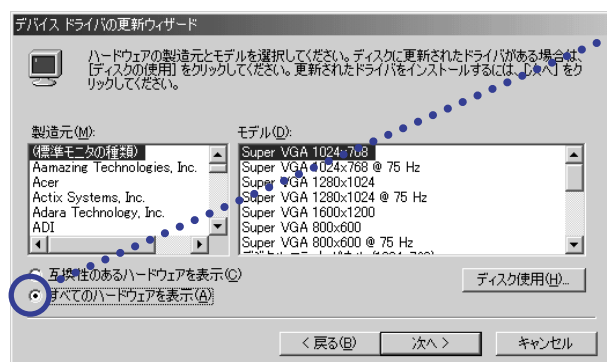 デバイス ドライバの更新ウィザード
ハードウェアの製造元とモデルを選択してください。ディスクに更新されたドライバがある場合は、
[ディスクの使用] をクリックしてください。更新されたドライバをインストールするには、[次へ] をク
リックしてください。
製造元(M):
(標準モニタの種類)
Aamazing Technologies, Inc.
Acer
Actix Systems, Inc.
Adara Technology, Inc.
ADI
モデル(D):
Super VGA 1024x768
Super VGA 1024x768 @ 75 Hz
Super VGA 1280x1024
Super VGA 1280x1024 @ 75 Hz
Super VGA 1600x1200
Super VGA 800x600
Super VGA 800x600 @ 75 Hz
互換性のあるハードウェアを表示(C)
すべてのハードウェアを表示(A)
ディスク使用(H)...
< 戻る(B)
次へ >
キャンセル